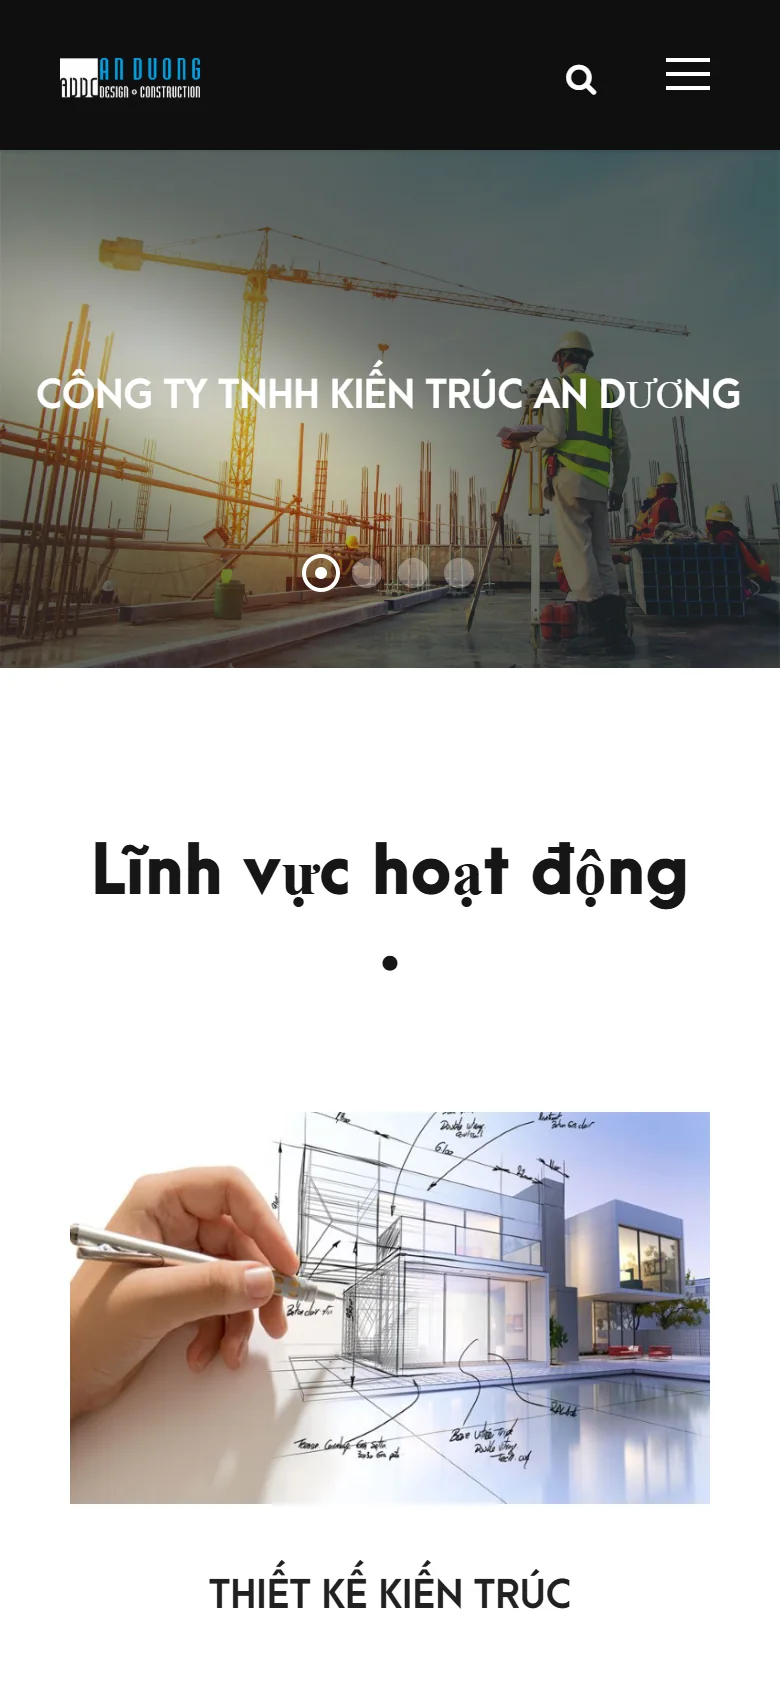 AN DUONG
ADDC DESIGN CONSTRUCTION
CÔNG TY TNHH KIẾN TRÚC AN DƯƠNG
Lĩnh vực hoạt động
THIẾT KẾ KIẾN TRÚC